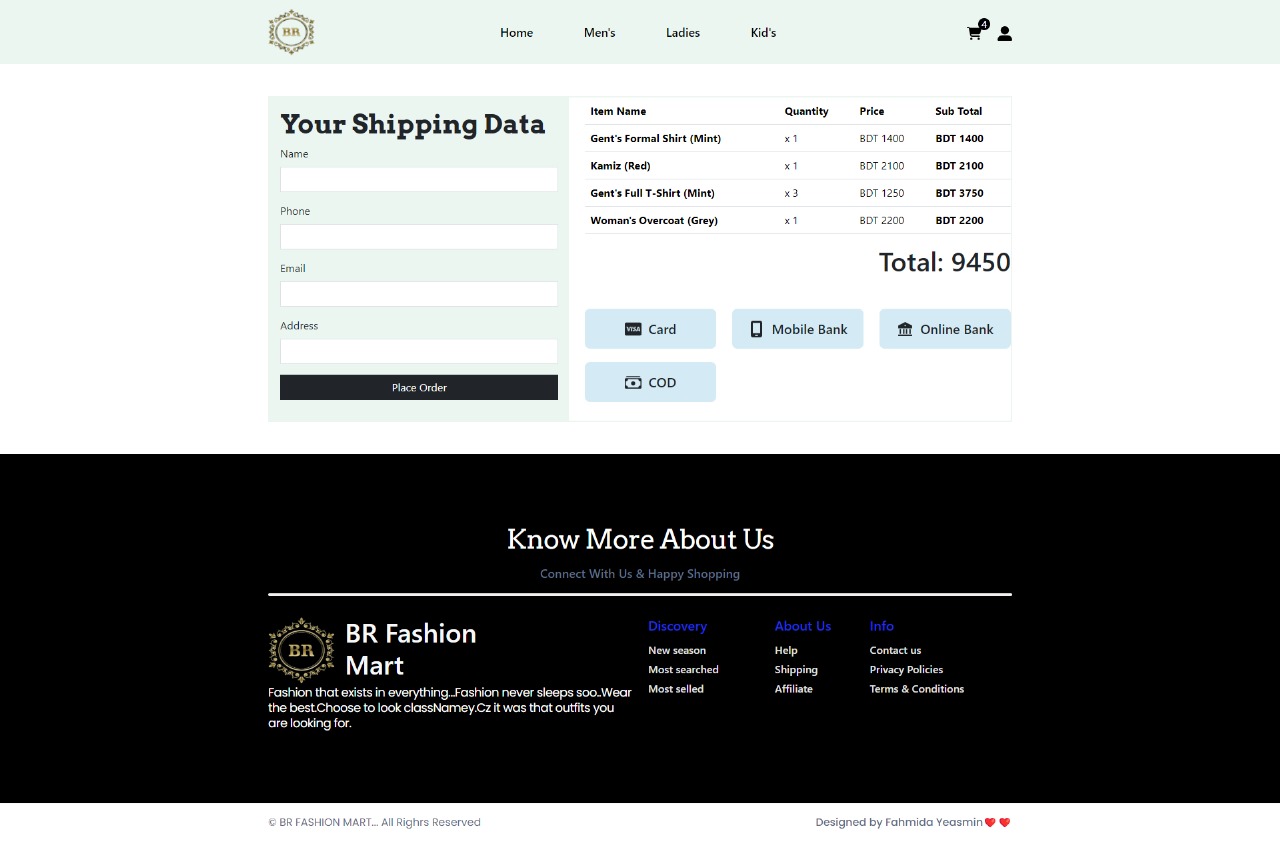 BR
Home Men's Ladies Kid's
4
Your Shipping Data
Name
Phone
Email
Address
Place Order
Item Name Quantity Price Sub Total
Gent's Formal Shirt (Mint) x 1 BDT 1400 BDT 1400
Kamiz (Red) x 1 BDT 2100 BDT 2100
Gent's Full T-Shirt (Mint) x 3 BDT 1250 BDT 3750
Woman's Overcoat (Grey) x 1 BDT 2200 BDT 2200
Total: 9450
VISA Card Mobile Bank Online Bank
COD
Know More About Us
Connect With Us & Happy Shopping
BR
BR Fashion
Mart
Fashion that exists in everything...Fashion never sleeps soo..Wear
the best.Choose to look classNamey.Cz it was that outfits you
are looking for.
Discovery
New season
Most searched
Most selled
About Us
Help
Shipping
Affiliate
Info
Contact us
Privacy Policies
Terms & Conditions
© BR FASHION MART... All Righrs Reserved
Designed by Fahmida Yeasmin❤️ ❤️